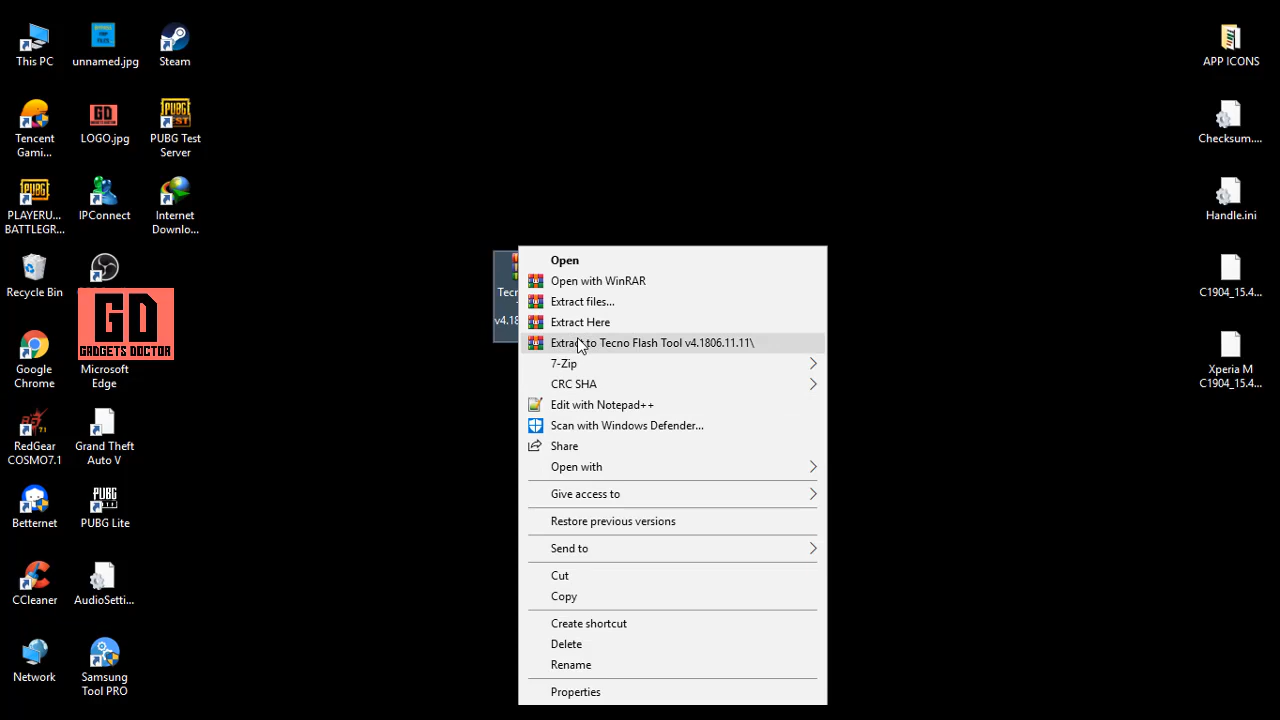 This PC
unnamed.jpg
Steam
Tencent
Gami...
LOGO.jpg
PUBG Test
Server
PLAYERU...
BATTLEGR...
IPConnect
Internet
Downlo...
Recycle Bin
GD
GADGETS DOCTOR
Google
Chrome
Microsoft
Edge
RedGear
COSMO7.1
Grand Theft
Auto V
Betternet
PUBG Lite
CCleaner
AudioSetti...
Network
Samsung
Tool PRO
Open
Open with WinRAR
Extract files...
Extract Here
Extract to Tecno Flash Tool v4.1806.11.11\
7-Zip
CRC SHA
Edit with Notepad++
Scan with Windows Defender...
Share
Open with
Give access to
Restore previous versions
Send to
Cut
Copy
Create shortcut
Delete
Rename
Properties
APP ICONS
Checksum....
Handle.ini
C1904_15.4...
Xperia M
C1904_15.4...